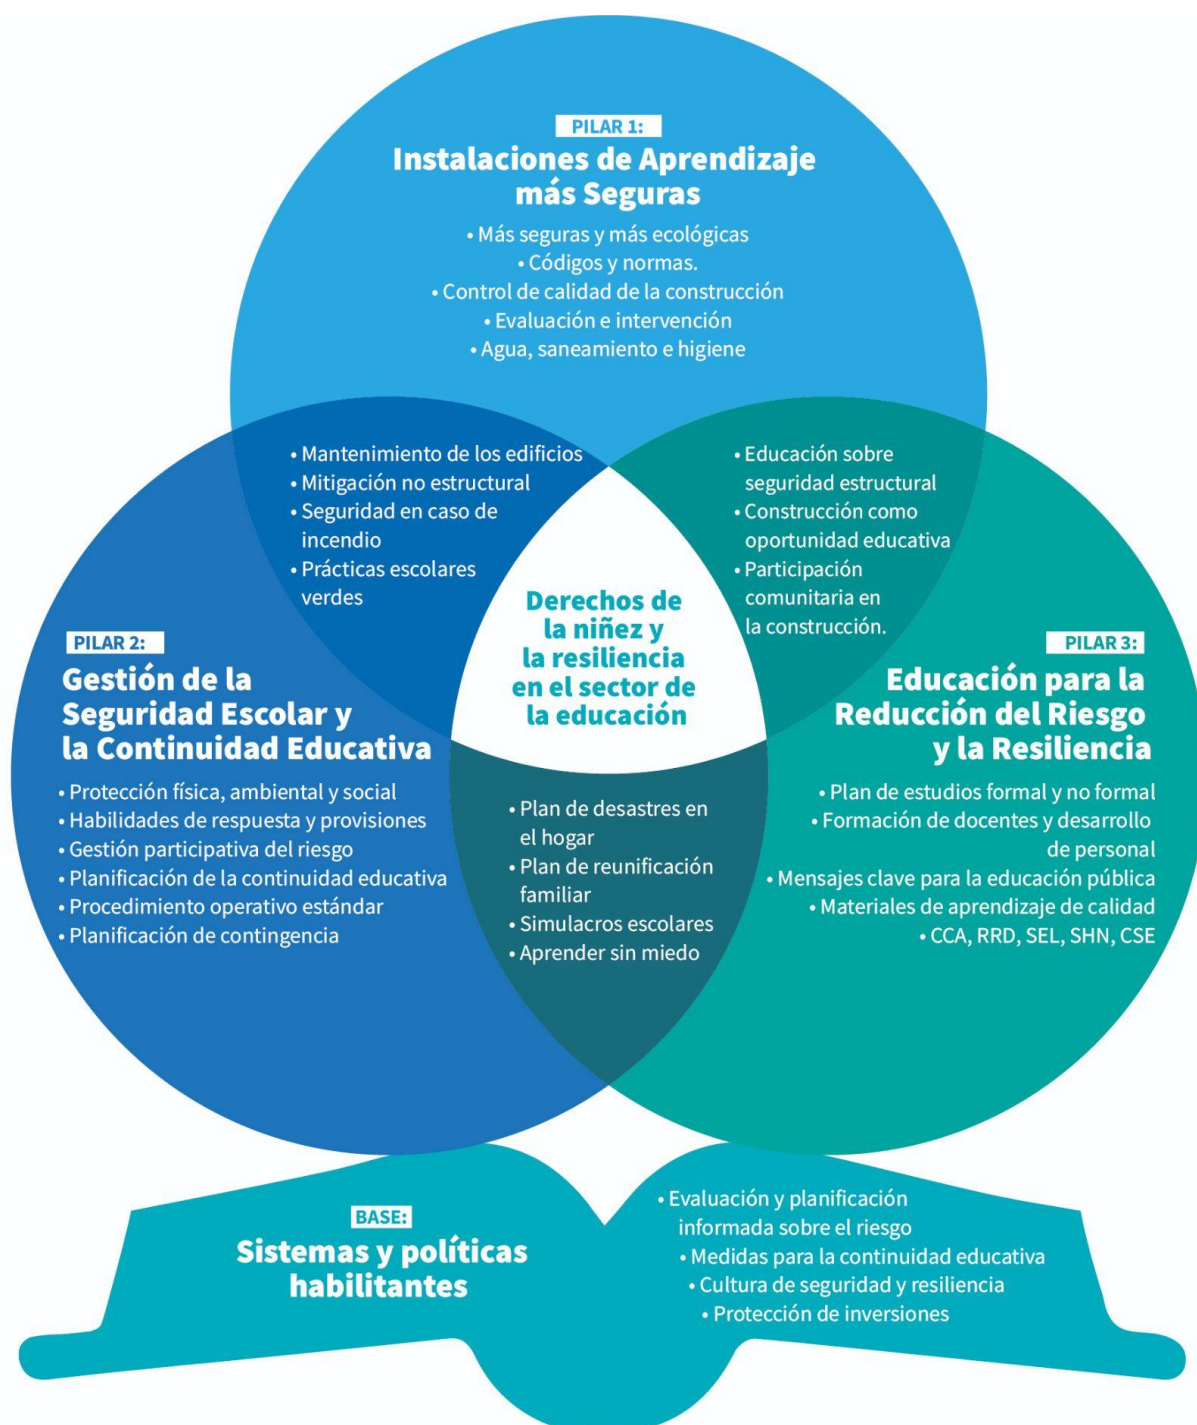 PILAR 1:
Instalaciones de Aprendizaje
más Seguras
• Más seguras y más ecológicas
• Códigos y normas.
• Control de calidad de la construcción
• Evaluación e intervención
• Agua, saneamiento e higiene
• Mantenimiento de los edificios
• Mitigación no estructural
• Seguridad en caso de
incendio
• Prácticas escolares
verdes
• Educación sobre
seguridad estructural
• Construcción como
oportunidad educativa
• Participación
comunitaria en
la construcción.
Derechos de
la niñez y
la resiliencia
en el sector de
la educación
PILAR 2:
Gestión de la
Seguridad Escolar y
la Continuidad Educativa
• Protección física, ambiental y social
• Habilidades de respuesta y provisiones
• Gestión participativa del riesgo
• Planificación de la continuidad educativa
• Procedimiento operativo estándar
• Planificación de contingencia
• Plan de desastres en
el hogar
• Plan de reunificación
familiar
• Simulacros escolares
• Aprender sin miedo
PILAR 3:
Educación para la
Reducción del Riesgo
y la Resiliencia
• Plan de estudios formal y no formal
• Formación de docentes y desarrollo
de personal
• Mensajes clave para la educación pública
• Materiales de aprendizaje de calidad
• CCA, RRD, SEL, SHN, CSE
BASE:
Sistemas y políticas
habilitantes
• Evaluación y planificación
informada sobre el riesgo
• Medidas para la continuidad educativa
• Cultura de seguridad y resiliencia
• Protección de inversiones